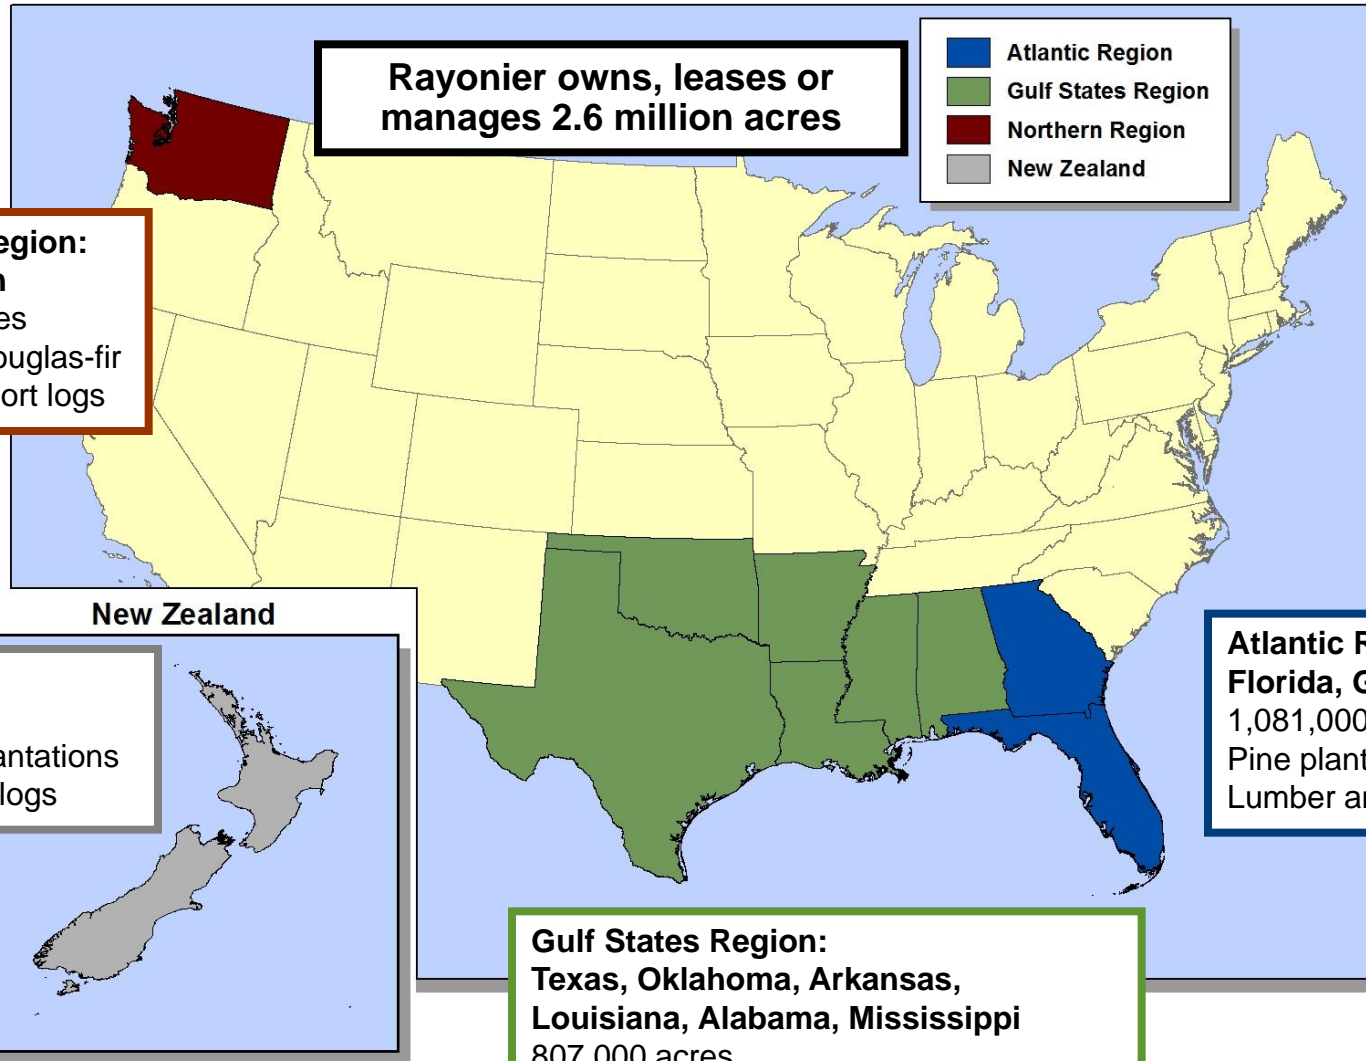 Rayonier owns, leases or
manages 2.6 million acres
Atlantic Region
Gulf States Region
Northern Region
New Zealand
egion:
n
es
ouglas-fir
ort logs
New Zealand
antations
logs
Atlantic R
Florida, G
1,081,000
Pine plant
Lumber ar
Gulf States Region:
Texas, Oklahoma, Arkansas,
Louisiana, Alabama, Mississippi
807,000 acres